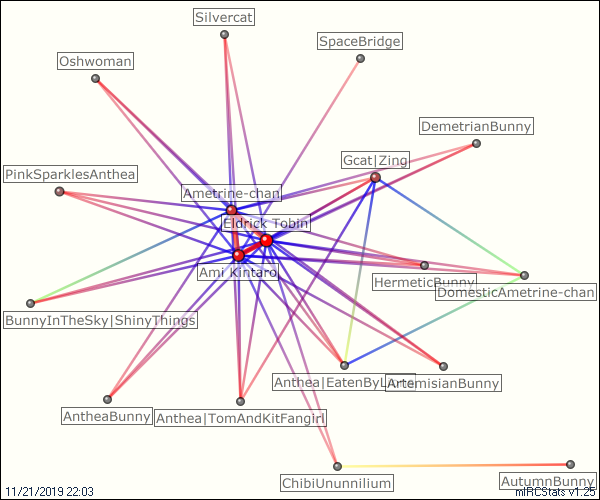 Silvercat
SpaceBridge
Oshwoman
DemetrianBunny
Gcat|Zing
PinkSparklesAnthea
Ametrine-chan
Eldrick Tobin
Ami Kintaro
HermeticBunny
DomesticAmetrine-chan
BunnyInTheSky|ShinyThings
Anthea|EatenBy
ArtemisianBunny
AntheaBunny
Anthea|TomAndKitFangirl
ChibiUnunnilium
AutumnBunny
11/21/2019 22:03
mIRCStats v1.25